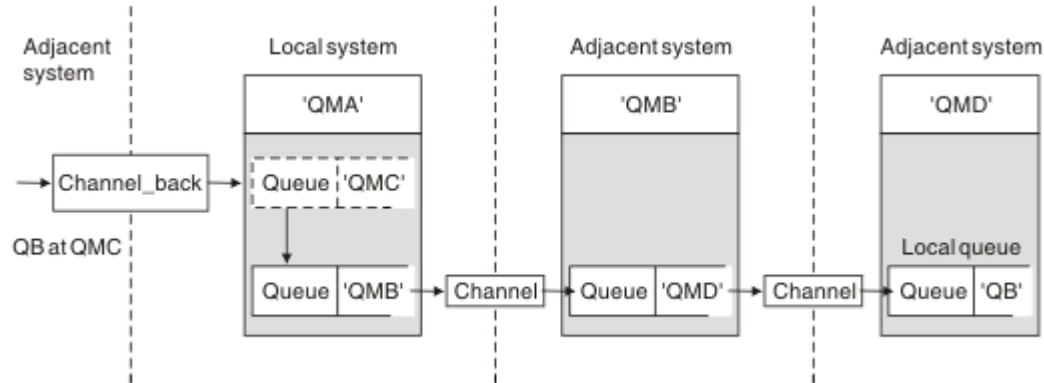 Adjacent system
Local system
Adjacent system
Adjacent system
'QMA'
'QMB'
'QMD'
Channel_back
Queue 'QMC'
QB at QMC
Local queue
Queue 'QMB'
Channel
Queue 'QMD'
Channel
Queue 'QB'